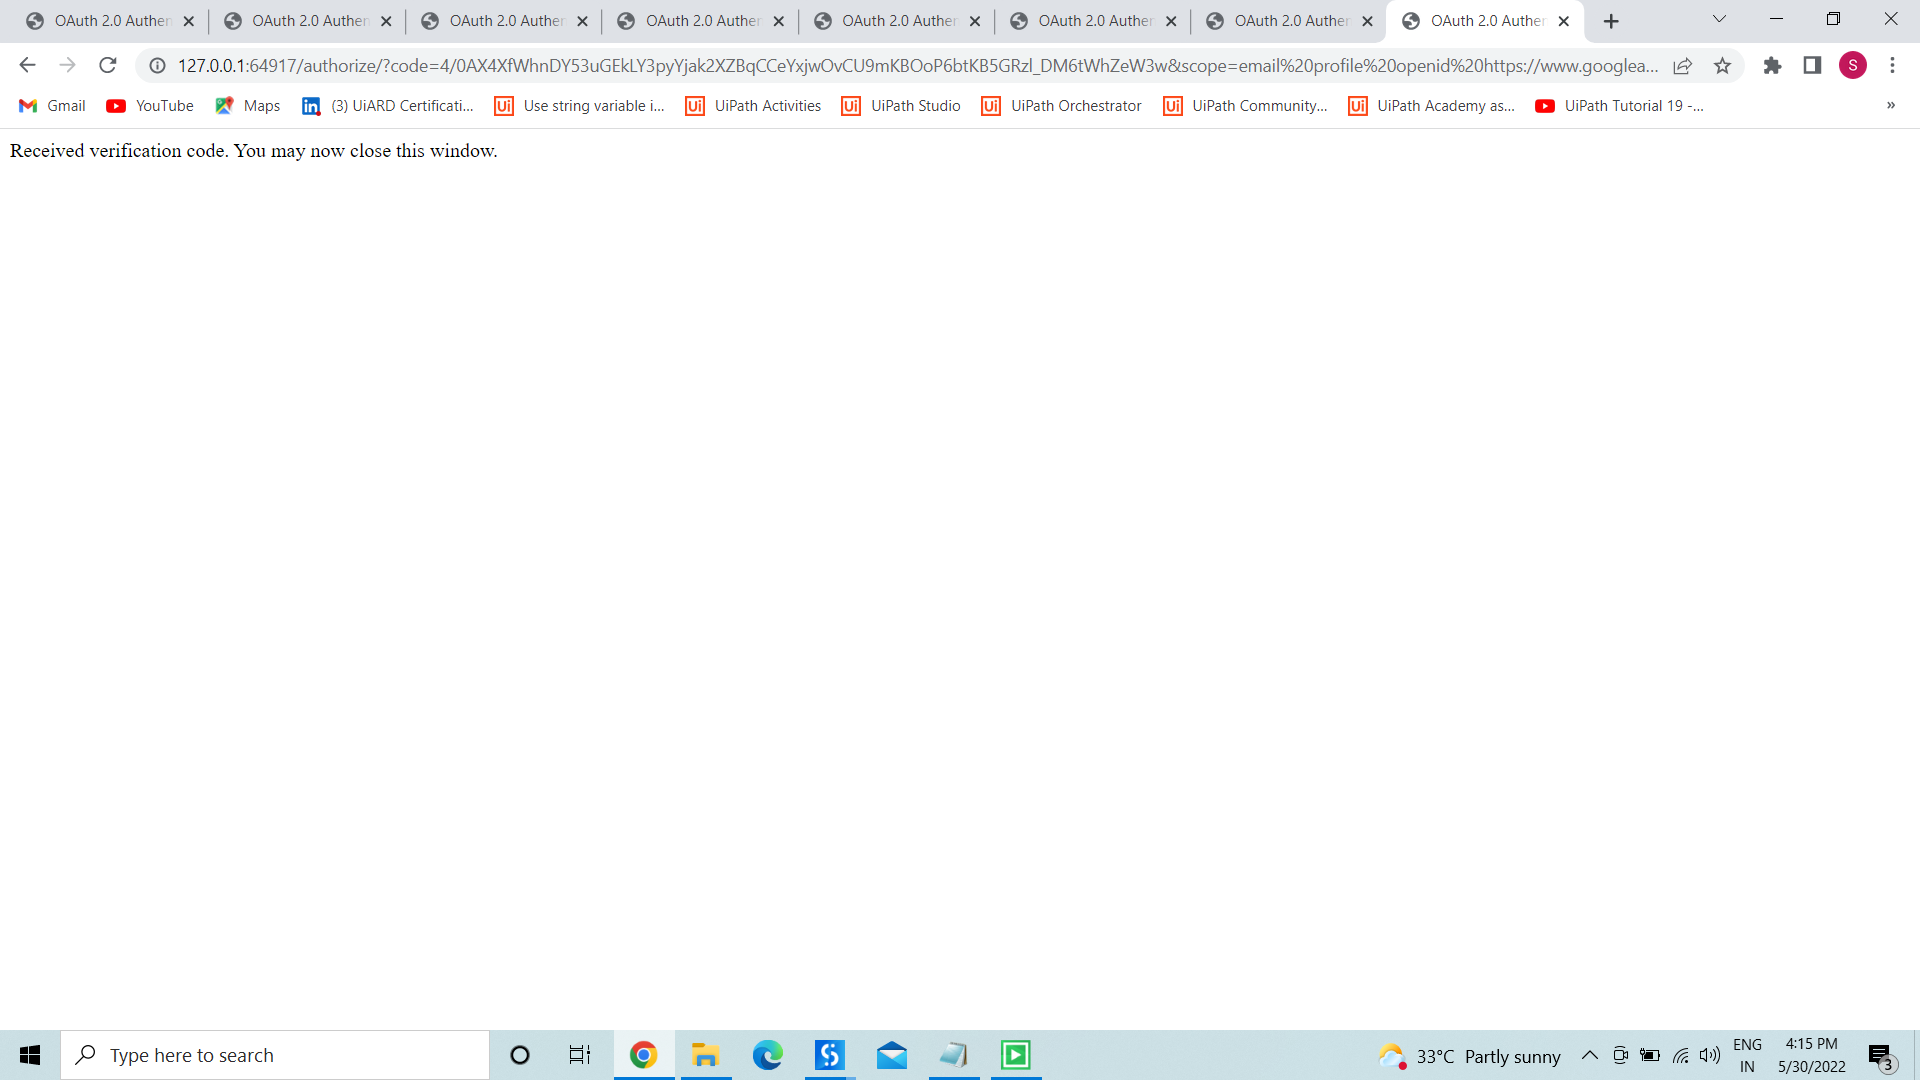 OAuth 2.0 Authen OAuth 2.0 Authen OAuth 2.0 Authen OAuth 2.0 Authen OAuth 2.0 Authen OAuth 2.0 Authen OAuth 2.0 Authen OAuth 2.0 Authen
127.0.0.1:64917/authorize/?code=4/0AX4XfWhnDY53uGEkLY3pyYjak2XZBqCCeYxjwOvCU9mKBOoP6btKB5GRzl_DM6tWhZeW3w&scope=email%20profile%20openid%20https://www.googlea... S
Gmail YouTube Maps (3) UiARD Certificati... Use string variable i... UiPath Activities UiPath Studio UiPath Orchestrator UiPath Community... UiPath Academy as... UiPath Tutorial 19 -... »
Received verification code. You may now close this window.
Type here to search 33°C Partly sunny ENG IN 4:15 PM 5/30/2022 3